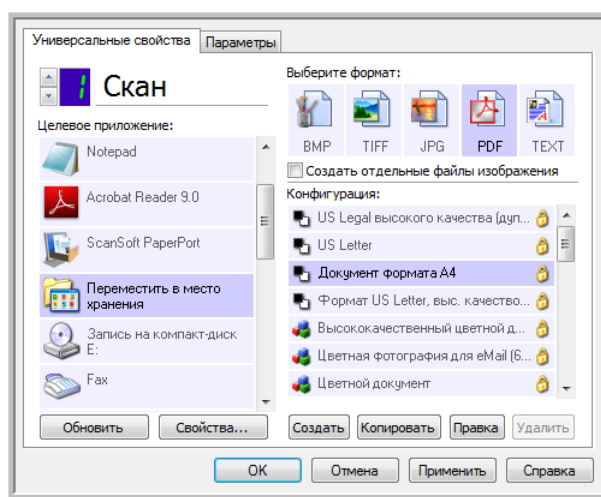 Универсальные свойства Параметры
1 Скан
Целевое приложение:
Notepad
Acrobat Reader 9.0
ScanSoft PaperPort
Переместить в место
хранения
Запись на компакт-диск
E:
Fax
Обновить Свойства...
Выберите формат:
BMP TIFF JPG PDF TEXT
Создать отдельные файлы изображения
Конфигурация:
US Legal высокого качества (дуп...
US Letter
Документ формата A4
Формат US Letter, выс. качество...
Высококачественный цветной д...
Цветная фотография для eMail (6...
Цветной документ
Создать Копировать Правка Удалить
OK Отмена Применить Справка